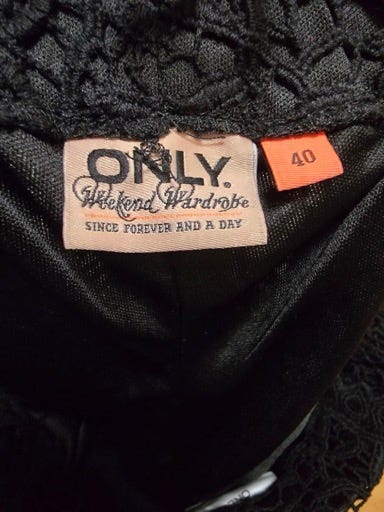 ONLY.
Weekend Wardrobe
SINCE FOREVER AND A DAY
40